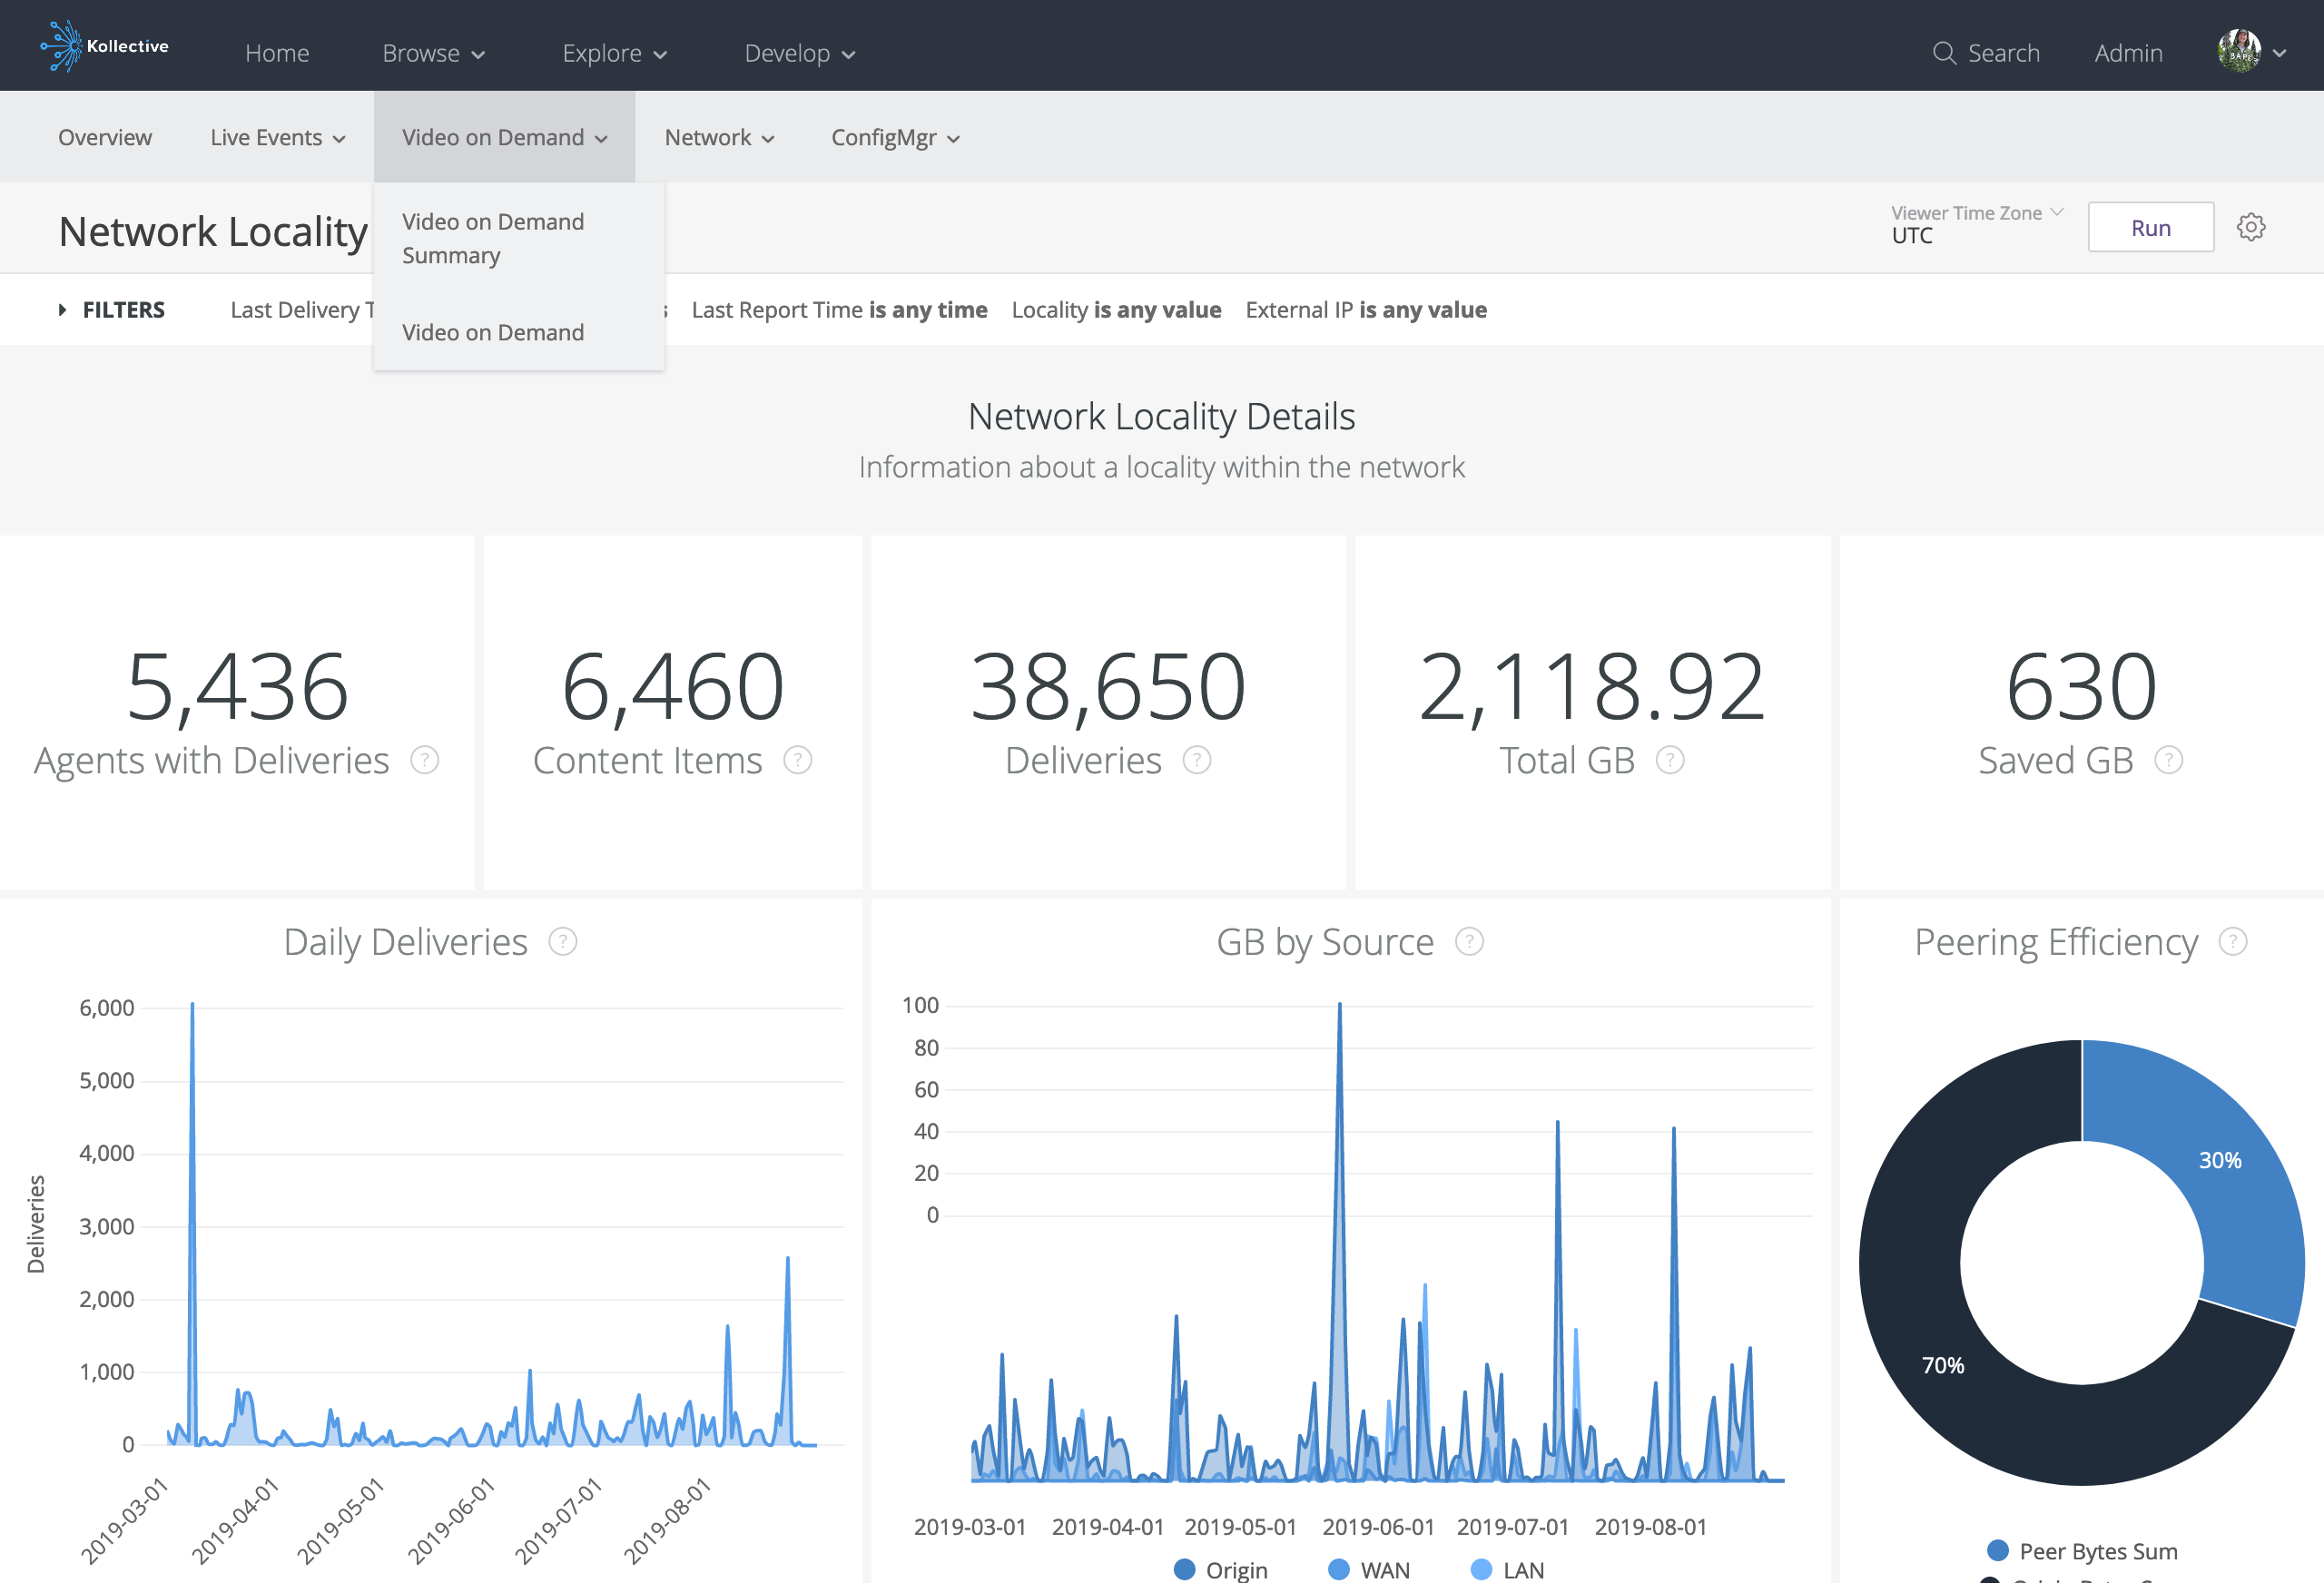 Kollective
Home
Browse
Explore
Develop
Search
Admin
Overview
Live Events
Video on Demand
Network
ConfigMgr
Video on Demand
Summary
Video on Demand
Network Locality
Viewer Time Zone
UTC
Run
FILTERS
Last Delivery
Last Report Time is any time
Locality is any value
External IP is any value
Network Locality Details
Information about a locality within the network
5,436
Agents with Deliveries ?
6,460
Content Items ?
38,650
Deliveries ?
2,118.92
Total GB ?
630
Saved GB ?
Daily Deliveries ?
6,000
5,000
4,000
3,000
2,000
1,000
0
Deliveries
2019-03-01
2019-04-01
2019-05-01
2019-06-01
2019-07-01
2019-08-01
GB by Source ?
100
80
60
40
20
0
2019-03-01
2019-04-01
2019-05-01
2019-06-01
2019-07-01
2019-08-01
Origin
WAN
LAN
Peering Efficiency ?
30%
70%
Peer Bytes Sum